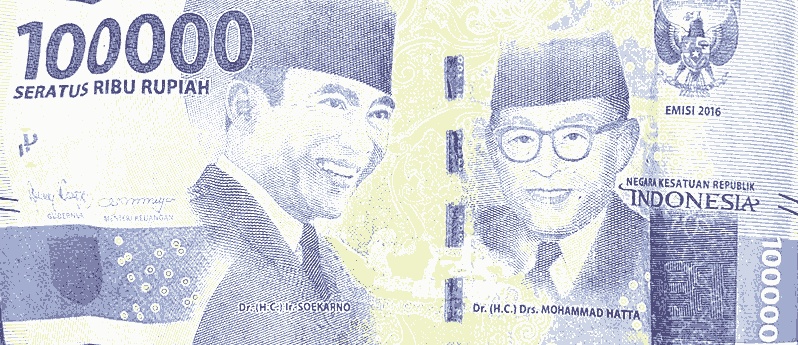 100000
SERATUS RIBU RUPIAH
EMISI 2016
NEGARA KESATUAN REPUBLIK
INDONESIA
GUBERNUR
MENTERI KEUANGAN
Dr. (H.C.) Ir. SOEKARNO
Dr. (H.C.) Drs. MOHAMMAD HATTA
100000